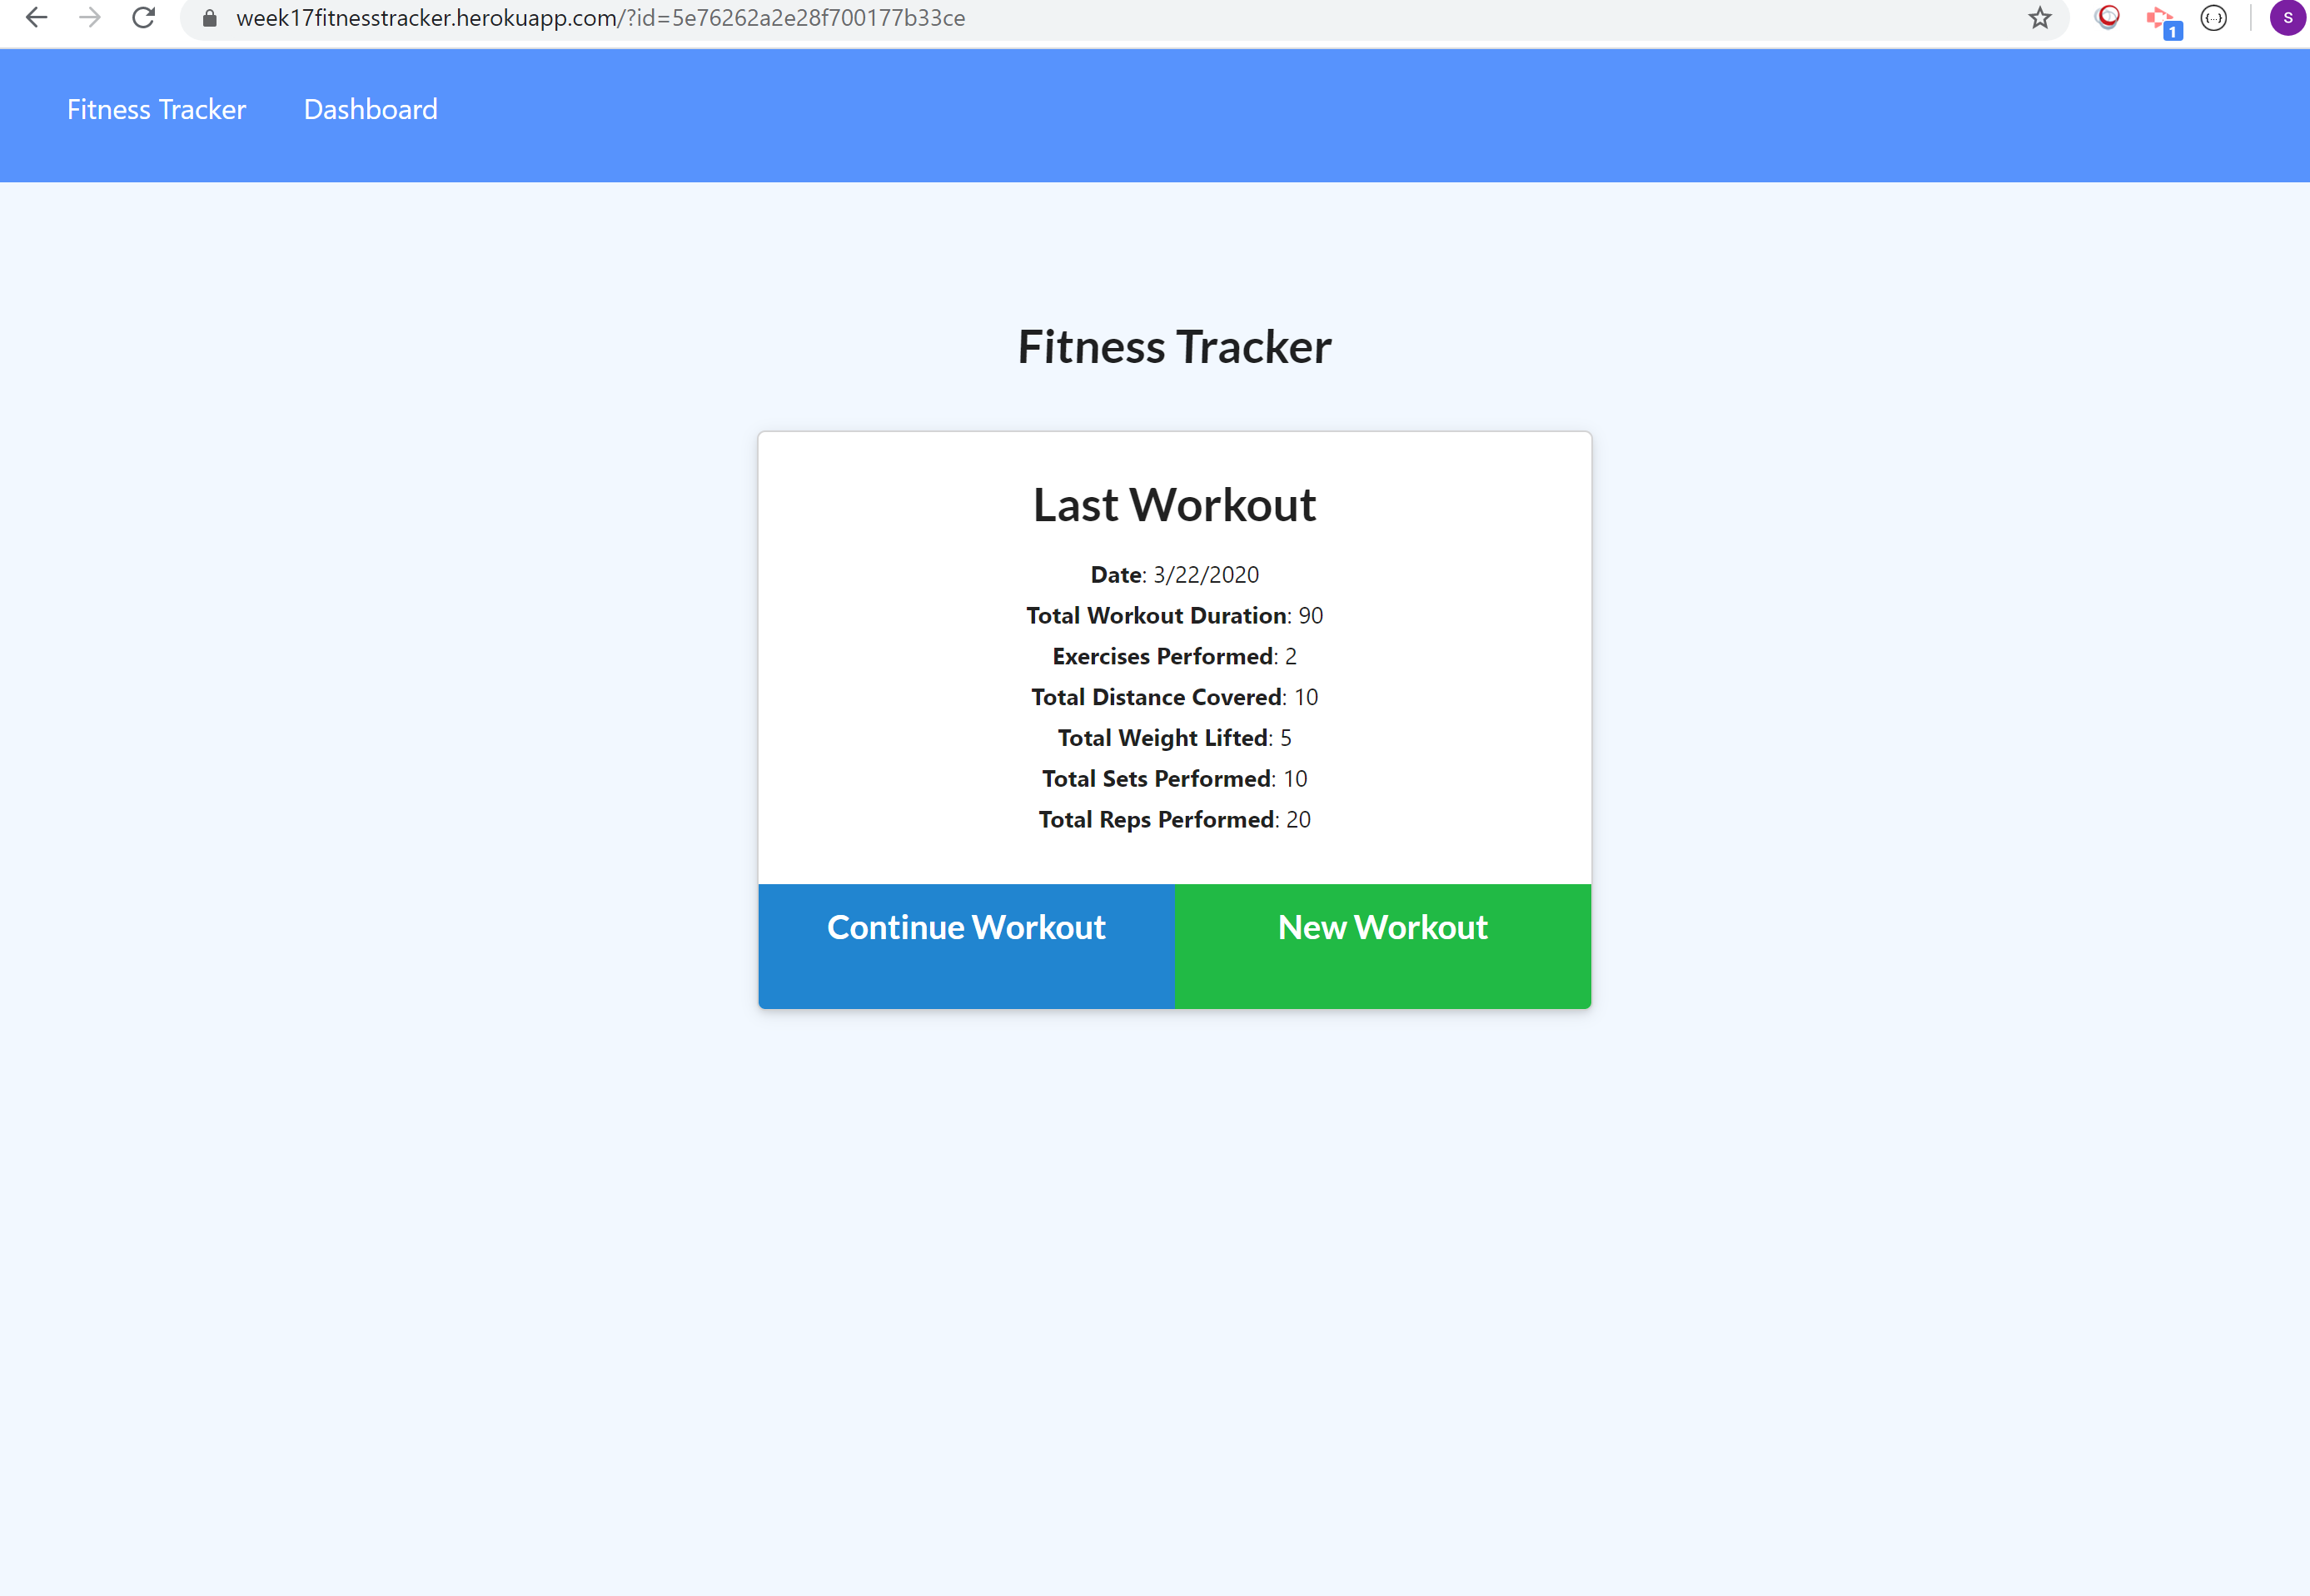 week17fitnesstracker.herokuapp.com/?id=5e76262a2e28f700177b33ce
1
{...}
S
Fitness Tracker Dashboard
Fitness Tracker
Last Workout
Date: 3/22/2020
Total Workout Duration: 90
Exercises Performed: 2
Total Distance Covered: 10
Total Weight Lifted: 5
Total Sets Performed: 10
Total Reps Performed: 20
Continue Workout New Workout